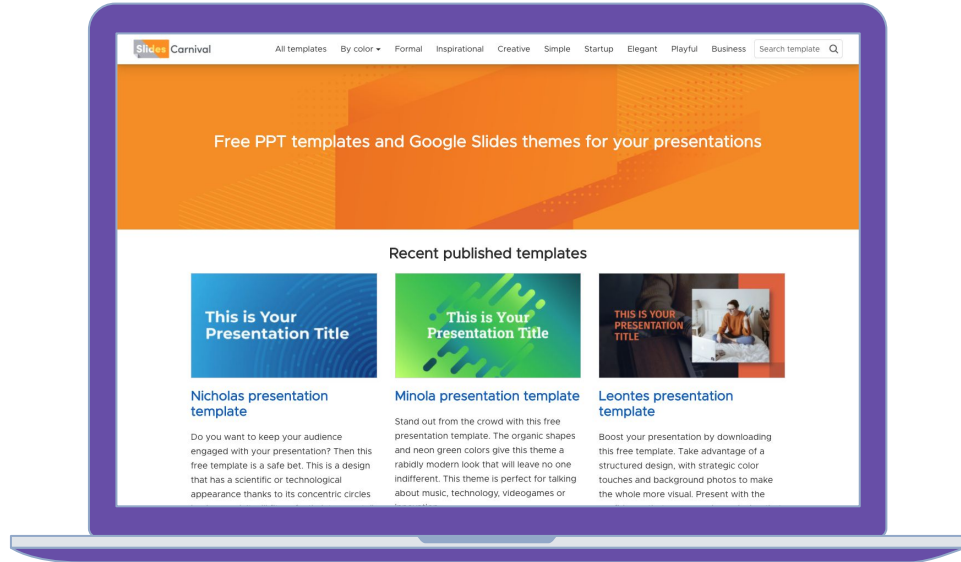 Slides Carnival
All templates By color Formal Inspirational Creative Simple Startup Elegant Playful Business Search template
Free PPT templates and Google Slides themes for your presentations
Recent published templates
This is Your
Presentation Title
This is Your
Presentation Title
THIS IS YOUR
PRESENTATION
TITLE
Nicholas presentation
template
Do you want to keep your audience
engaged with your presentation? Then this
free template is a safe bet. This is a design
that has a scientific or technological
appearance thanks to its concentric circles
Minola presentation template
Stand out from the crowd with this free
presentation template. The organic shapes
and neon green colors give this theme a
rabidly modern look that will leave no one
indifferent. This theme is perfect for talking
about music, technology, videogames or
Leontes presentation
template
Boost your presentation by downloading
this free template. Take advantage of a
structured design, with strategic color
touches and background photos to make
the whole more visual. Present with the